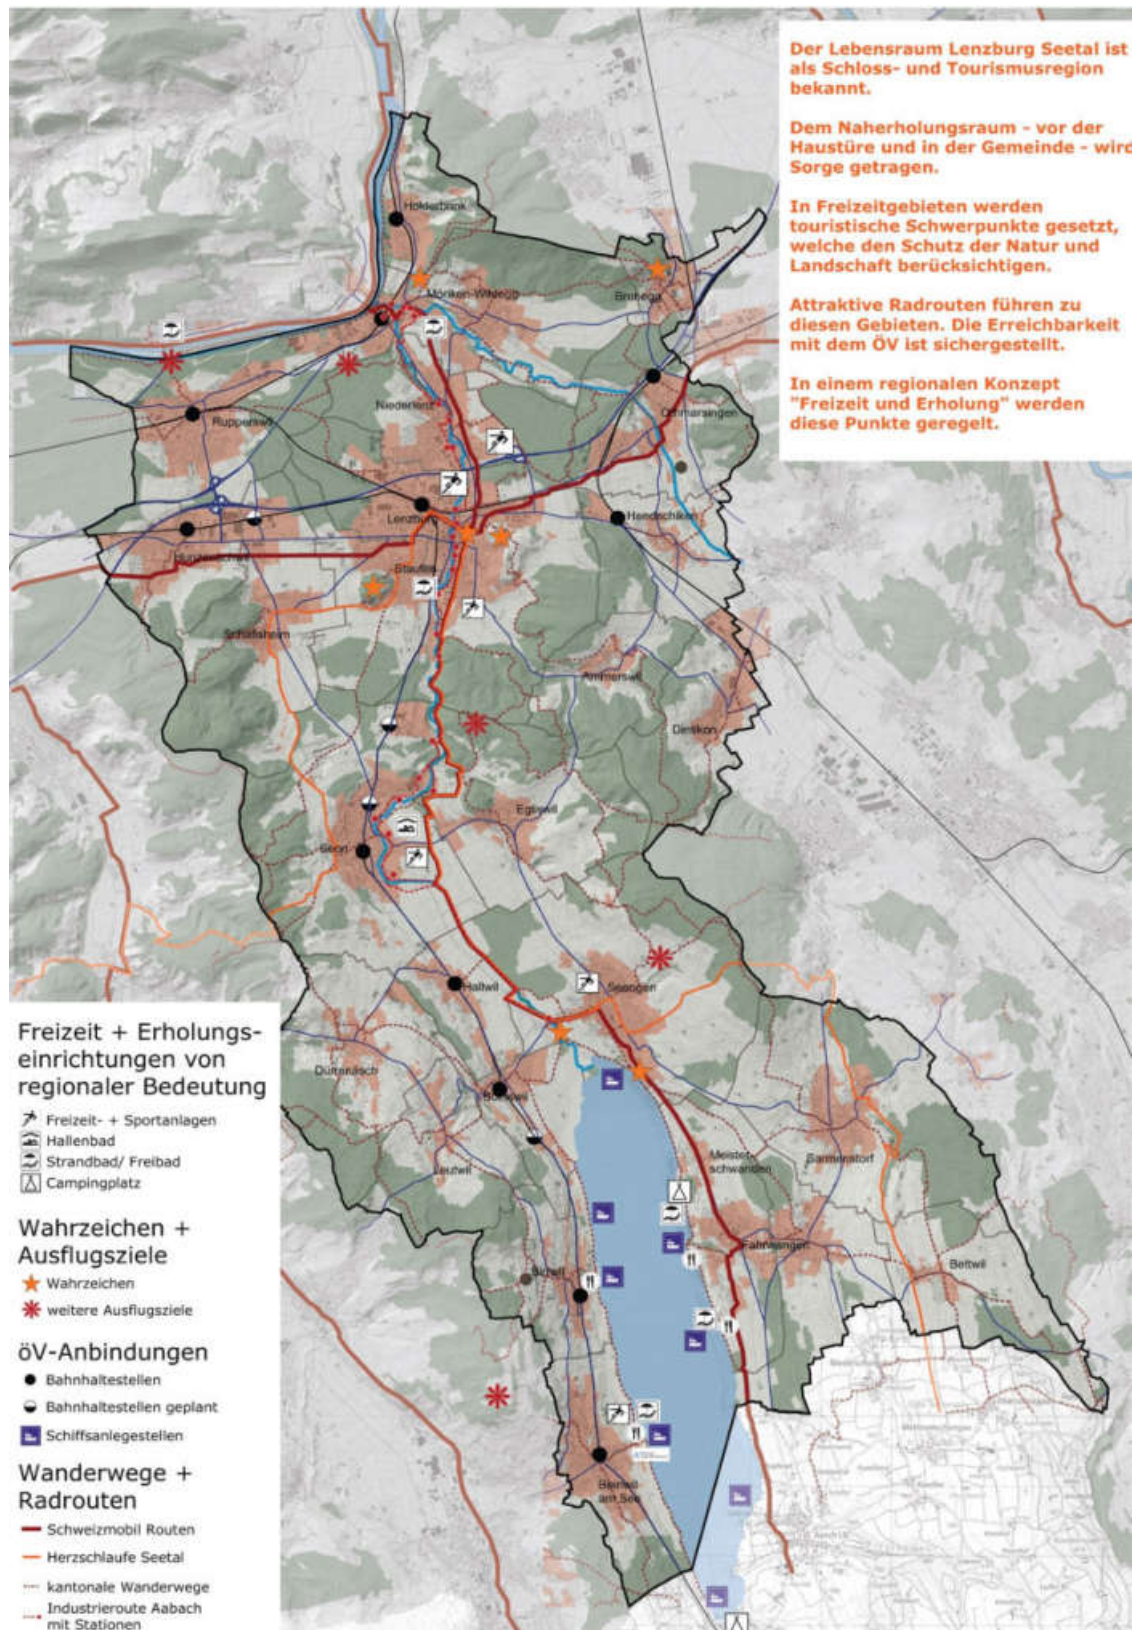 Der Lebensraum Lenzburg Seetal ist
als Schloss- und Tourismusregion
bekannt.
Dem Naherholungsraum - vor der
Haustüre und in der Gemeinde - wird
Sorge getragen.
In Freizeitgebieten werden
touristische Schwerpunkte gesetzt,
welche den Schutz der Natur und
Landschaft berücksichtigen.
Attraktive Radrouten führen zu
diesen Gebieten. Die Erreichbarkeit
mit dem ÖV ist sichergestellt.
In einem regionalen Konzept
"Freizeit und Erholung" werden
diese Punkte geregelt.
Holderbank
Möriken-Wildegg
Brunegg
Niederlenz
Rupperswil
Othmarsingen
Lenzburg
Hendschiken
Hunzenschwil
Staufen
Schafisheim
Ammerswil
Dintikon
Egliswil
Seon
Hallwil
Seengen
Dürrenäsch
Boniswil
Leutwil
Meister-
schwanden
Sarmenstorf
Fahrwangen
Bettwil
Birrwil
Beinwil
am See
Freizeit + Erholungs-
einrichtungen von
regionaler Bedeutung
Freizeit- + Sportanlagen
Hallenbad
Strandbad/ Freibad
Campingplatz
Wahrzeichen +
Ausflugsziele
Wahrzeichen
weitere Ausflugsziele
öV-Anbindungen
Bahnhaltestellen
Bahnhaltestellen geplant
Schiffsanlegestellen
Wanderwege +
Radrouten
Schweizmobil Routen
Herzschlaufe Seetal
kantonale Wanderwege
Industrieroute Aabach
mit Stationen